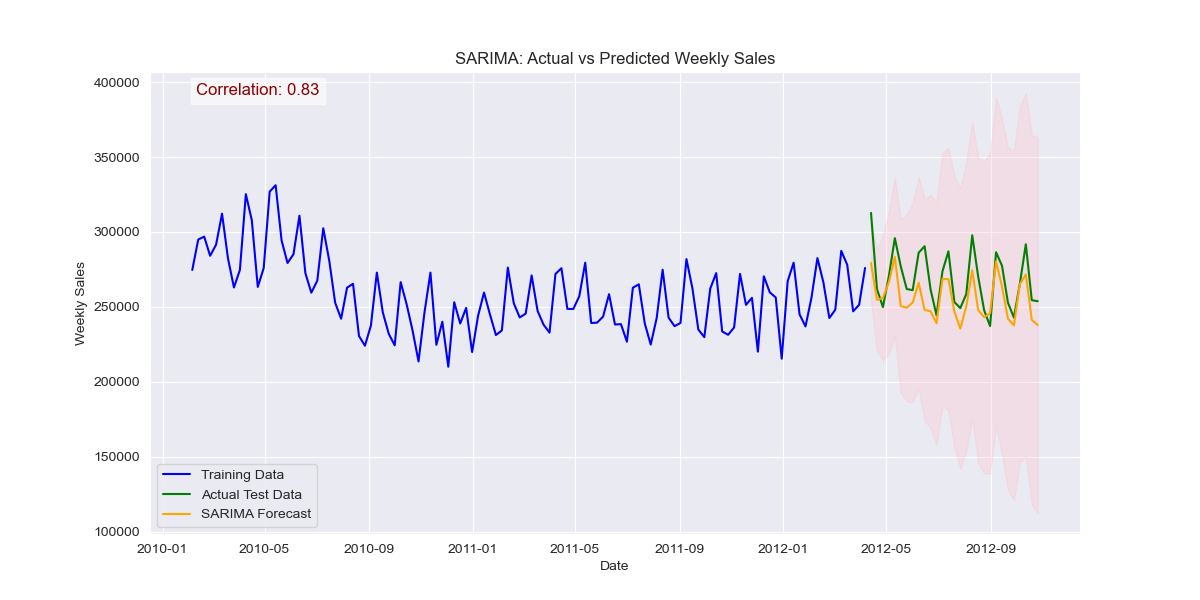 SARIMA: Actual vs Predicted Weekly Sales
Correlation: 0.83
400000
350000
300000
250000
200000
150000
100000
Weekly Sales
Training Data
Actual Test Data
SARIMA Forecast
2010-01 2010-05 2010-09 2011-01 2011-05 2011-09 2012-01 2012-05 2012-09
Date